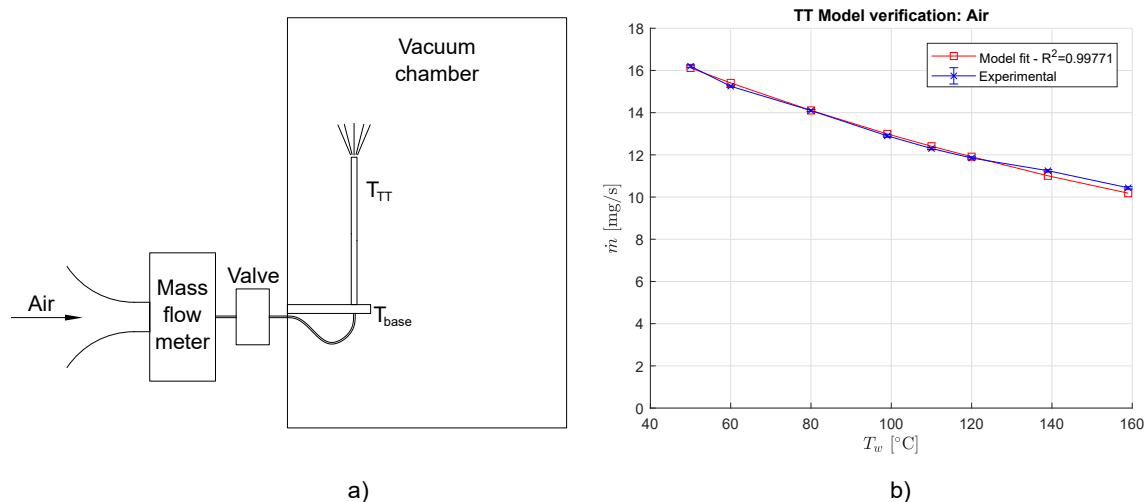 Vacuum
chamber
T_TT
Valve
Air
Mass
flow
meter
T_base
a)
TT Model verification: Air
Model fit - R²=0.99771
Experimental
18
16
14
12
10
8
6
4
2
0
ṁ [mg/s]
40 60 80 100 120 140 160
T_w [°C]
b)